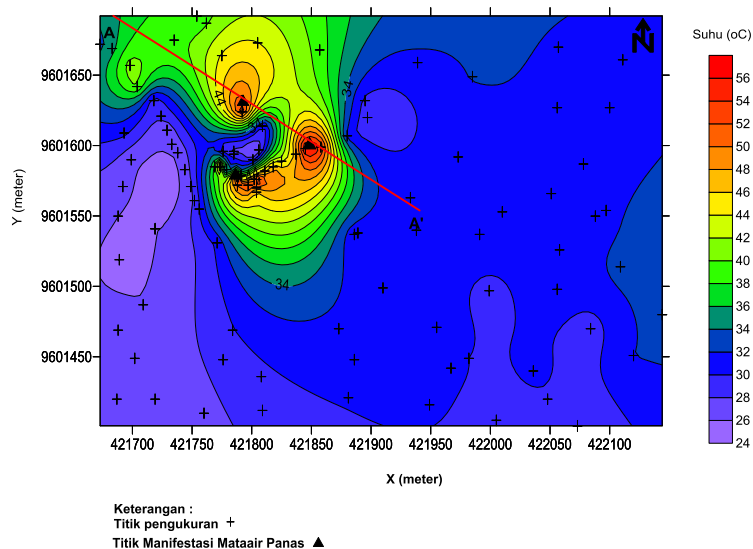 Suhu (oC)
N
A
A'
44
34
34
Y (meter)
9601650
9601600
9601550
9601500
9601450
421700 421750 421800 421850 421900 421950 422000 422050 422100
X (meter)
56
54
52
50
48
46
44
42
40
38
36
34
32
30
28
26
24
Keterangan :
Titik pengukuran +
Titik Manifestasi Mataair Panas ▲